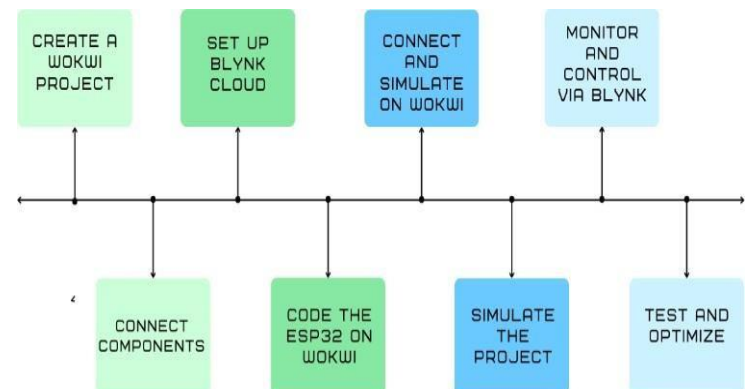 CREATE A
WOKWI
PROJECT
SET UP
BLYNK
CLOUD
CONNECT
AND
SIMULATE
ON WOKWI
MONITOR
AND
CONTROL
VIA BLYNK
CONNECT
COMPONENTS
CODE THE
ESP32 ON
WOKWI
SIMULATE
THE
PROJECT
TEST AND
OPTIMIZE